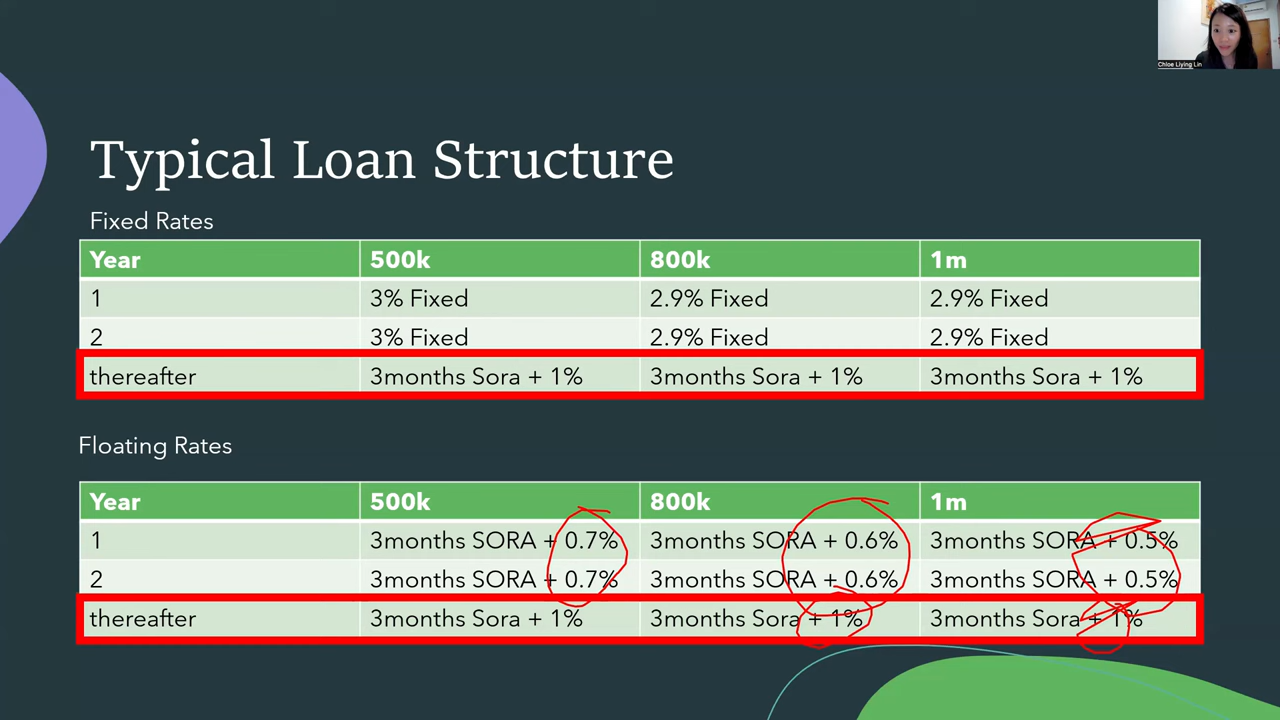 Chloe Liying Lin
Typical Loan Structure
Fixed Rates
Year 500k 800k 1m
1 3% Fixed 2.9% Fixed 2.9% Fixed
2 3% Fixed 2.9% Fixed 2.9% Fixed
thereafter 3months Sora + 1% 3months Sora + 1% 3months Sora + 1%
Floating Rates
Year 500k 800k 1m
1 3months SORA + 0.7% 3months SORA + 0.6% 3months SORA + 0.5%
2 3months SORA + 0.7% 3months SORA + 0.6% 3months SORA + 0.5%
thereafter 3months Sora + 1% 3months Sora + 1% 3months Sora + 1%